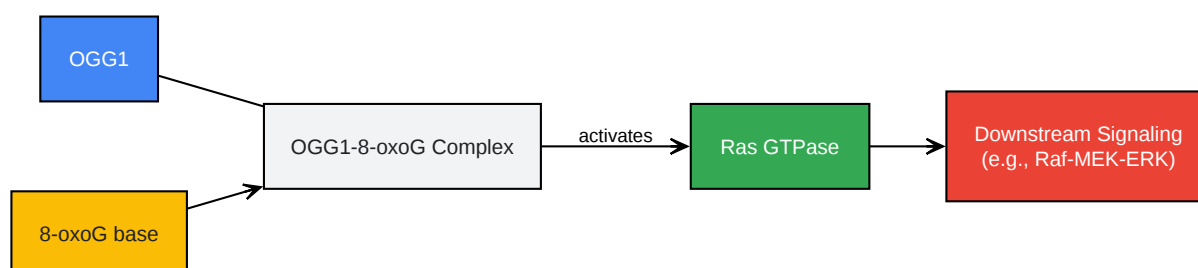 OGG1
8-oxoG base
OGG1-8-oxoG Complex
activates
Ras GTPase
Downstream Signaling
(e.g., Raf-MEK-ERK)